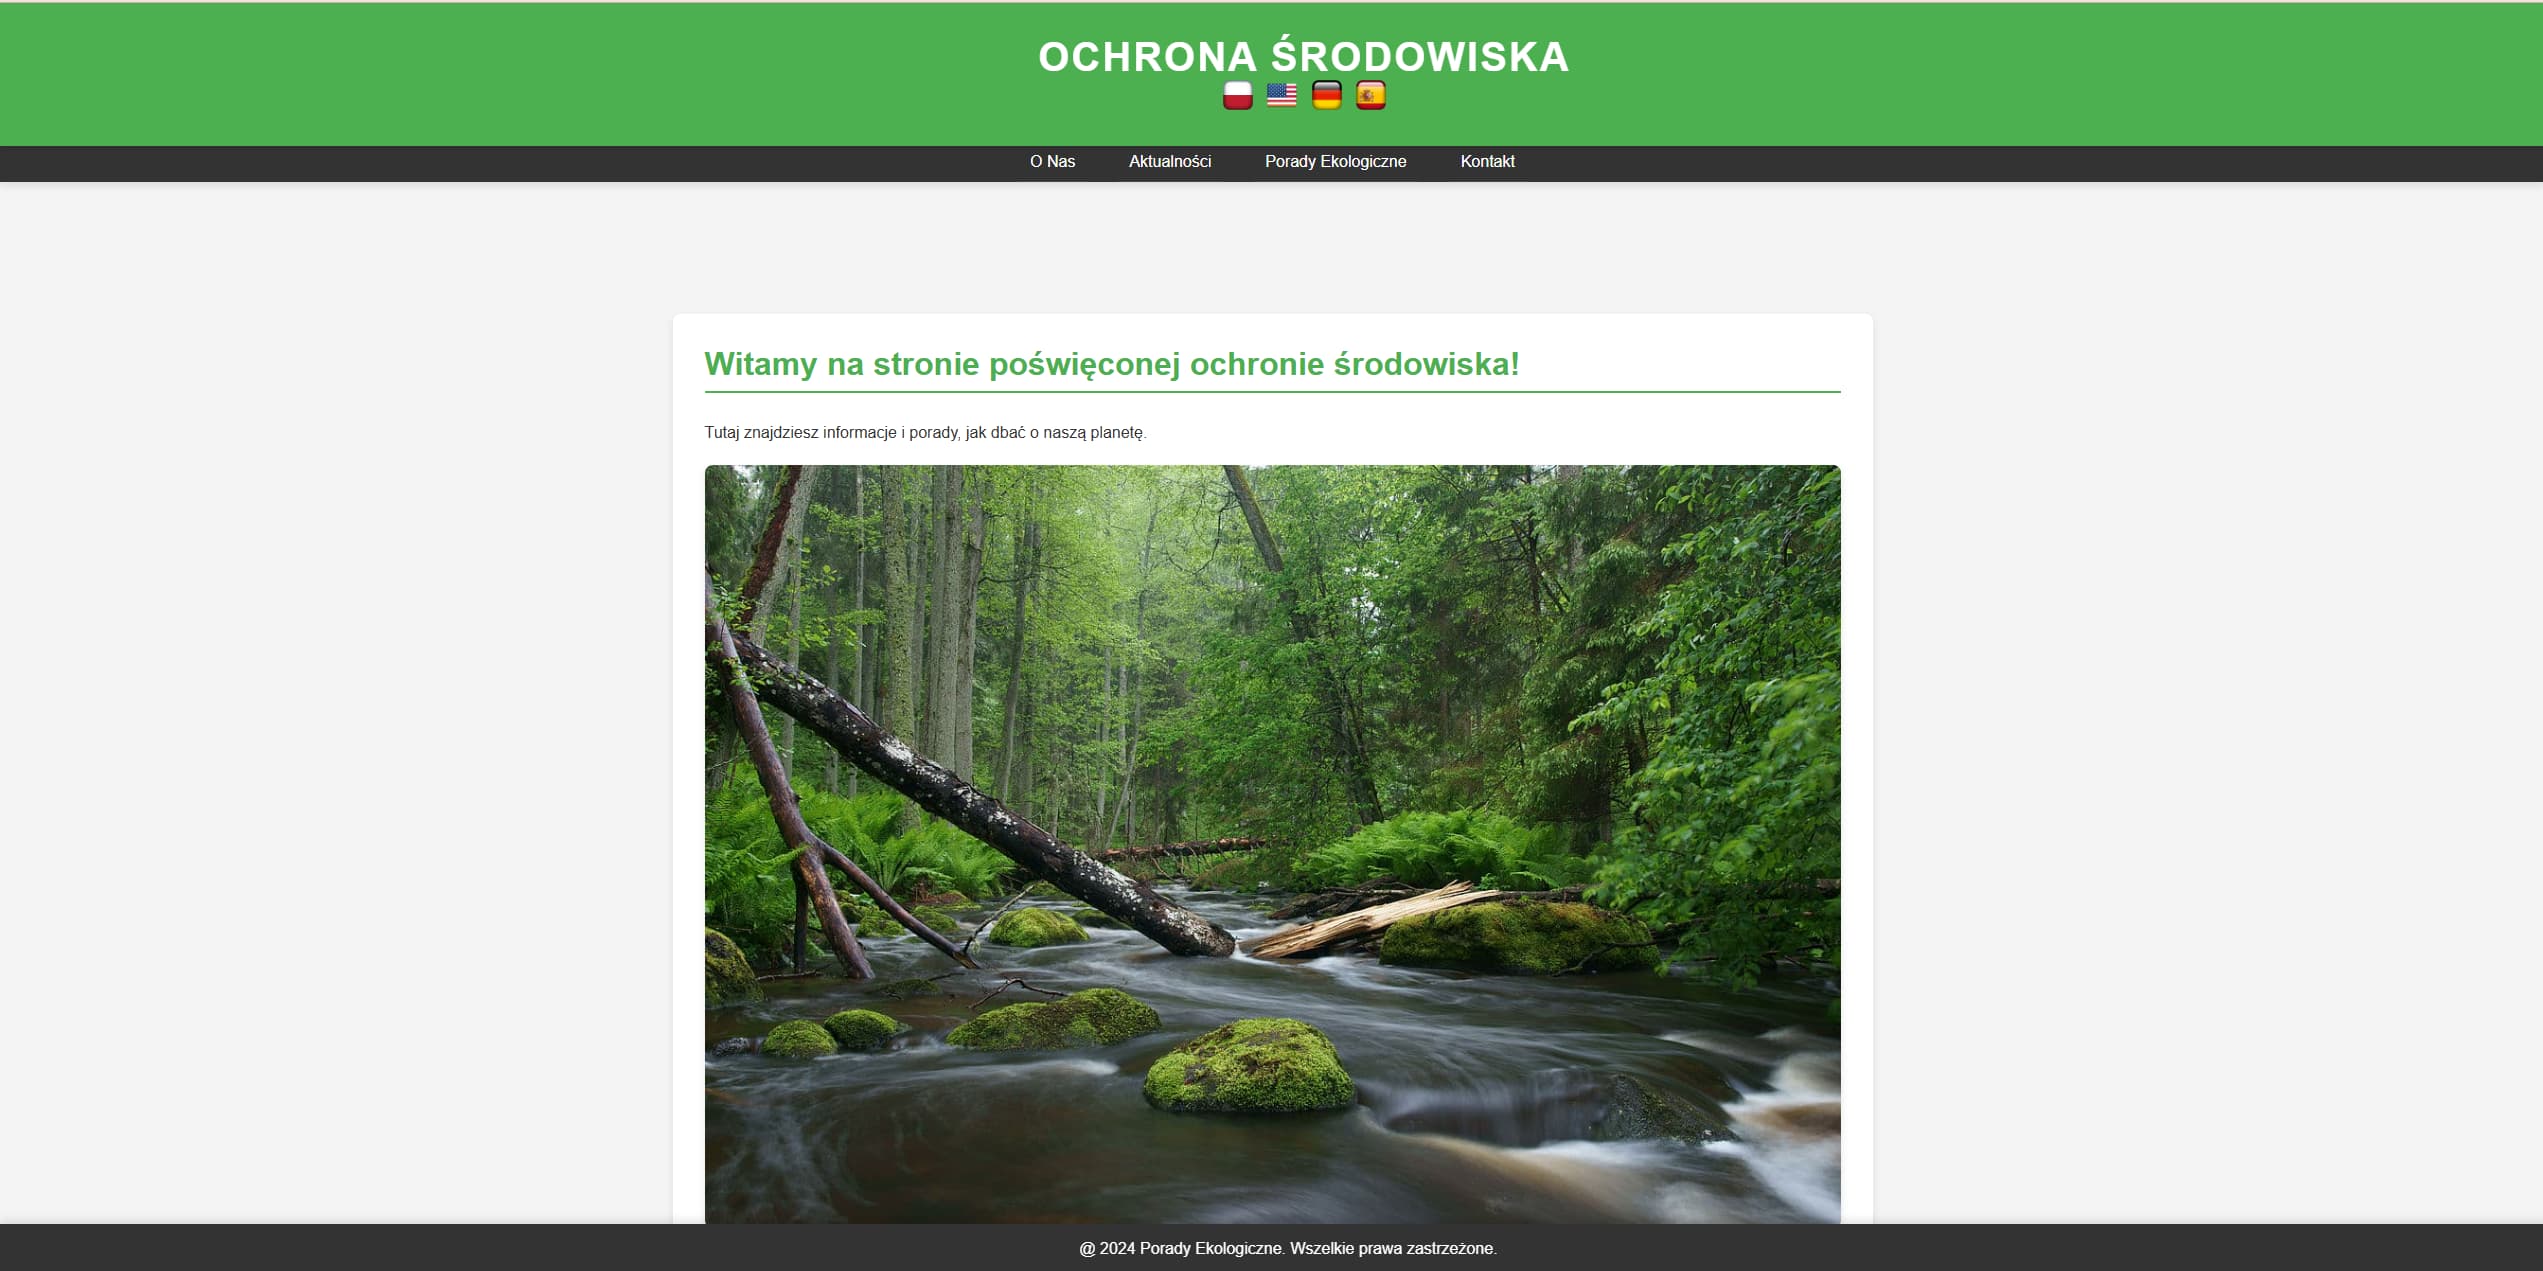 OCHRONA ŚRODOWISKA
O Nas Aktualności Porady Ekologiczne Kontakt
Witamy na stronie poświęconej ochronie środowiska!
Tutaj znajdziesz informacje i porady, jak dbać o naszą planetę.
@ 2024 Porady Ekologiczne. Wszelkie prawa zastrzeżone.